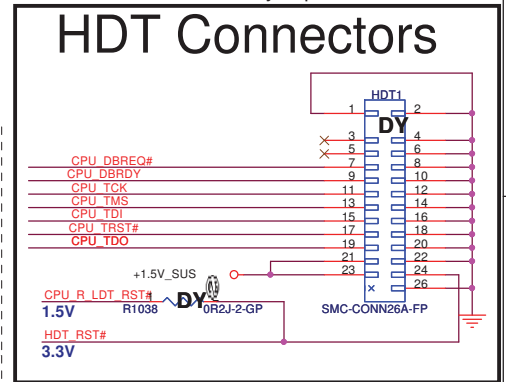 HDT Connectors
HDT1
1 2
DY
3 4
5 6
CPU_DBREQ# 7 8
CPU_DBRDY 9 10
CPU_TCK 11 12
CPU_TMS 13 14
CPU_TDI 15 16
CPU_TRST# 17 18
CPU_TDO 19 20
21 22
+1.5V_SUS 23 24
26
CPU_R_LDT_RST# DY
1.5V R1038 0R2J-2-GP SMC-CONN26A-FP
HDT_RST#
3.3V